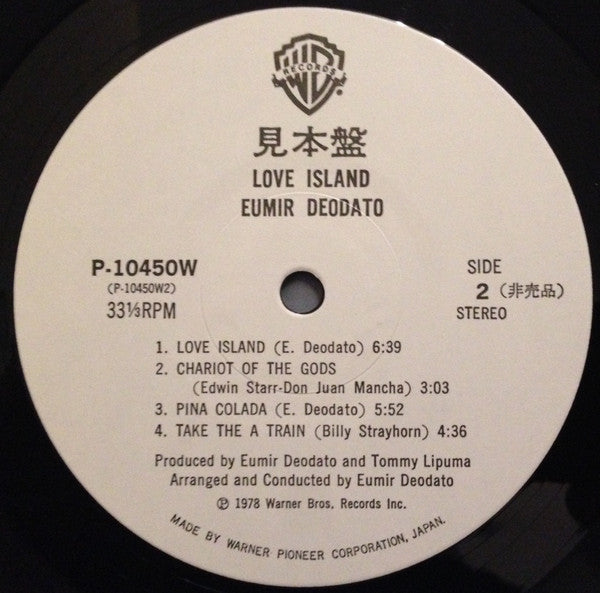 RECORDS
見本盤
LOVE ISLAND
EUMIR DEODATO
P-10450W
(P-10450W2)
33⅓RPM
SIDE
2 (非売品)
STEREO
1. LOVE ISLAND (E. Deodato) 6:39
2. CHARIOT OF THE GODS
(Edwin Starr-Don Juan Mancha) 3:03
3. PINA COLADA (E. Deodato) 5:52
4. TAKE THE A TRAIN (Billy Strayhorn) 4:36
Produced by Eumir Deodato and Tommy Lipuma
Arranged and Conducted by Eumir Deodato
Ⓟ 1978 Warner Bros. Records Inc.
MADE BY WARNER PIONEER CORPORATION, JAPAN.